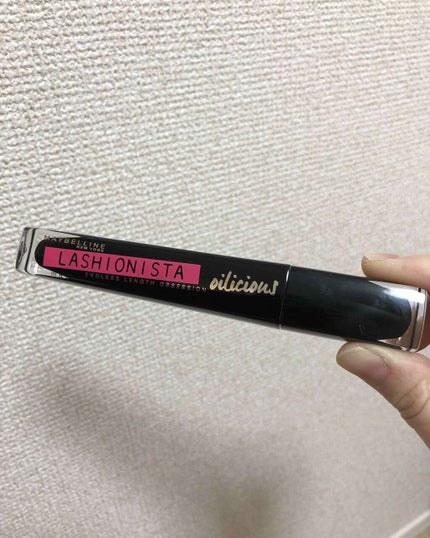 MAYBELLINE
NEW YORK
LASHIONISTA
ENDLESS LENGTH OBSESSION
oilicious